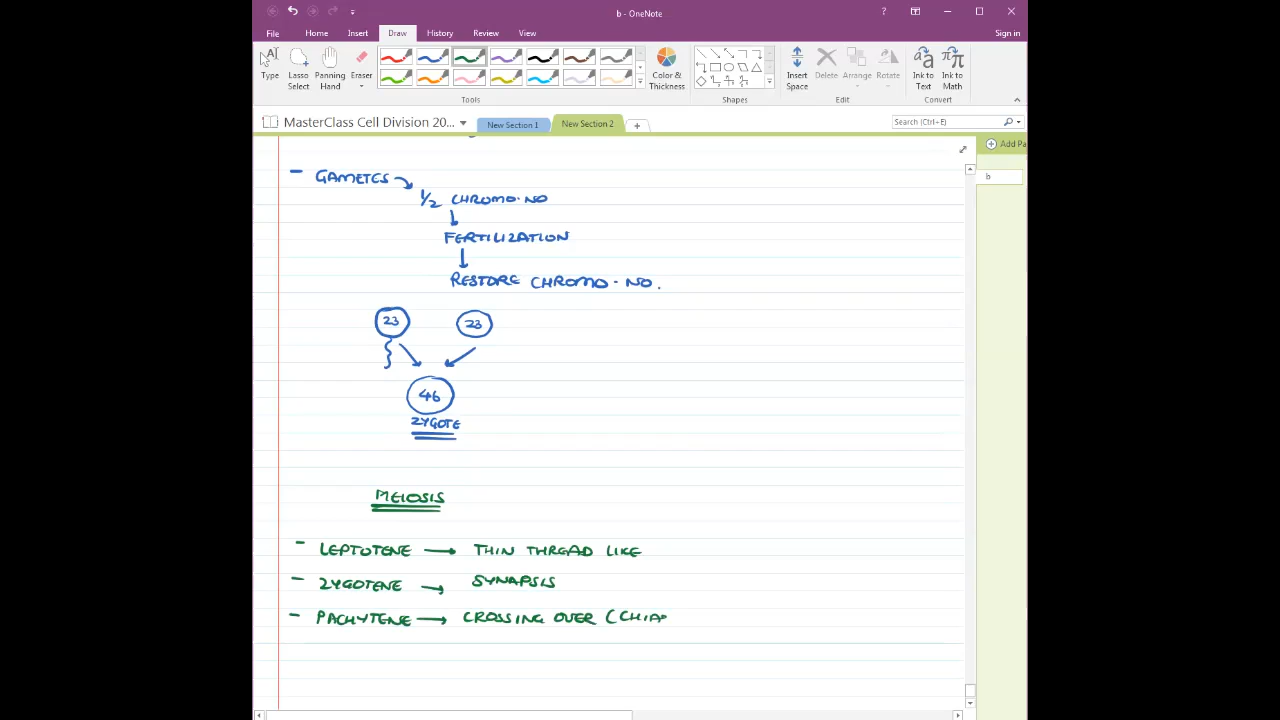 b - OneNote
File Home Insert Draw History Review View Sign in
Type
Lasso Select
Panning Hand
Eraser
Color & Thickness
Insert Space
Delete
Arrange
Rotate
Ink to Text
Ink to Math
Tools
Shapes
Edit
Convert
MasterClass Cell Division 20... New Section 1 New Section 2 Search (Ctrl+E)
Add Pa
b
- GAMETES
1/2 CHROMO. NO
FERTILIZATION
RESTORE CHROMO. NO.
23 23
46
ZYGOTE
MEIOSIS
- LEPTOTENE → THIN THREAD LIKE
- ZYGOTENE → SYNAPSIS
- PACHYTENE → CROSSING OVER (CHIA